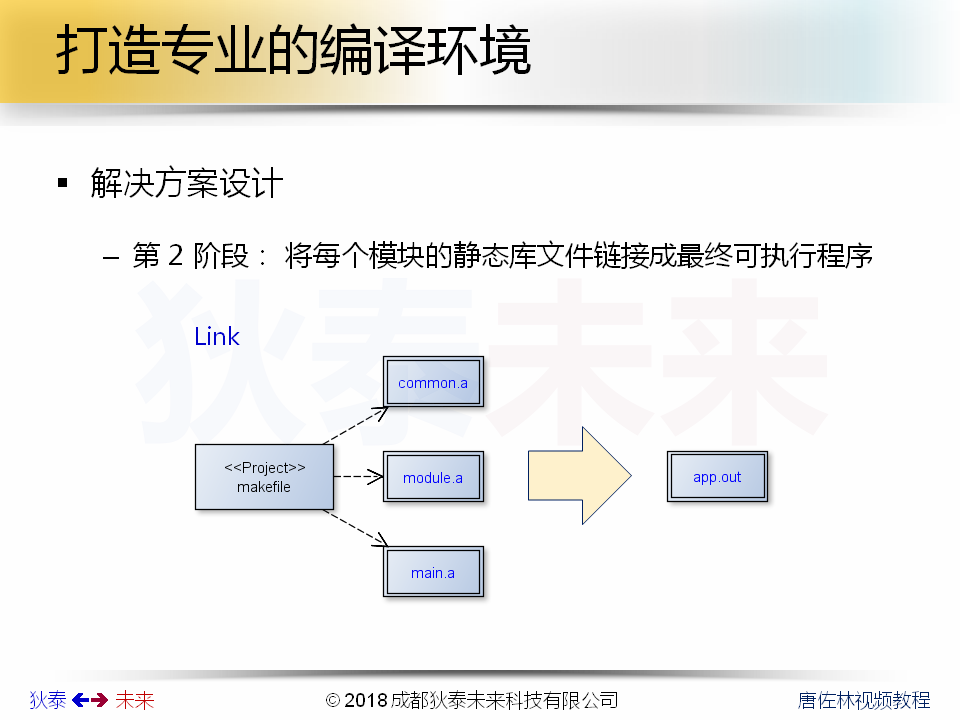 打造专业的编译环境
▪ 解决方案设计
– 第 2 阶段： 将每个模块的静态库文件链接成最终可执行程序
狄泰未来
Link
common.a
<<Project>>
makefile
module.a
app.out
main.a
狄泰 未来
© 2018 成都狄泰未来科技有限公司
唐佐林视频教程